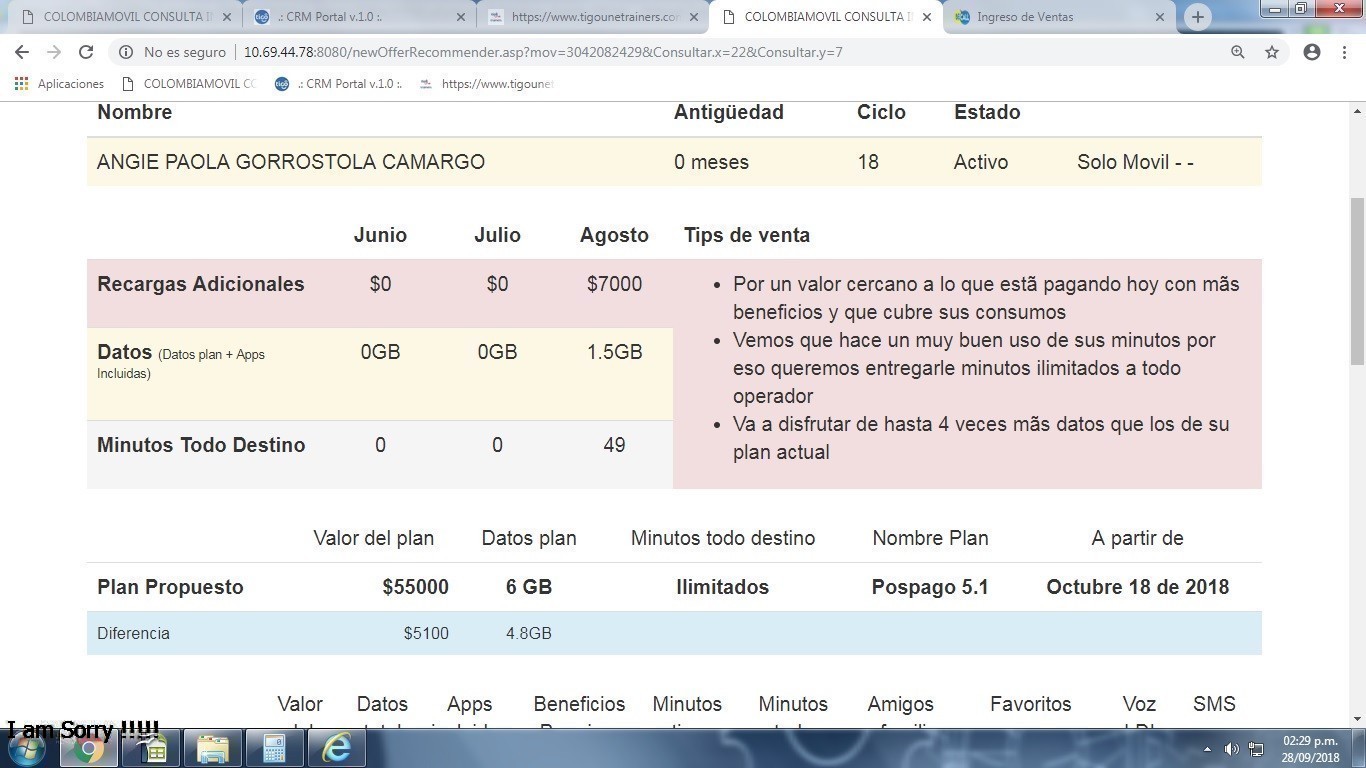 COLOMBIAMOVIL CONSULTA I
.: CRM Portal v.1.0 :.
https://www.tigounetrainers.co
COLOMBIAMOVIL CONSULTA I
Ingreso de Ventas
No es seguro
10.69.44.78:8080/newOfferRecommender.asp?mov=3042082429&Consultar.x=22&Consultar.y=7
Aplicaciones
COLOMBIAMOVIL CO
.: CRM Portal v.1.0 :.
https://www.tigounet
Nombre Antigüedad Ciclo Estado
ANGIE PAOLA GORROSTOLA CAMARGO 0 meses 18 Activo Solo Movil - -
Junio Julio Agosto Tips de venta
Recargas Adicionales $0 $0 $7000
Datos (Datos plan + Apps 0GB 0GB 1.5GB
Incluidas)
Minutos Todo Destino 0 0 49
• Por un valor cercano a lo que estã pagando hoy con mãs
beneficios y que cubre sus consumos
• Vemos que hace un muy buen uso de sus minutos por
eso queremos entregarle minutos ilimitados a todo
operador
• Va a disfrutar de hasta 4 veces mãs datos que los de su
plan actual
Valor del plan Datos plan Minutos todo destino Nombre Plan A partir de
Plan Propuesto $55000 6 GB Ilimitados Pospago 5.1 Octubre 18 de 2018
Diferencia $5100 4.8GB
Valor Datos Apps Beneficios Minutos Minutos Amigos Favoritos Voz SMS
I am Sorry !!!!!
02:29 p.m.
28/09/2018